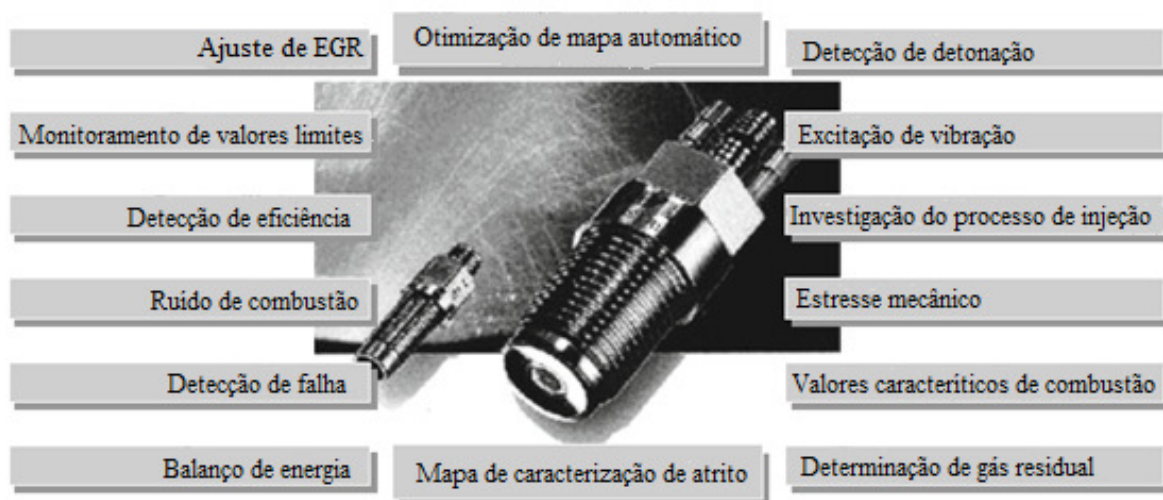 Ajuste de EGR
Otimização de mapa automático
Detecção de detonação
Monitoramento de valores limites
Excitação de vibração
Detecção de eficiência
Investigação do processo de injeção
Ruído de combustão
Estresse mecânico
Detecção de falha
Valores caracteríticos de combustão
Balanço de energia
Mapa de caracterização de atrito
Determinação de gás residual